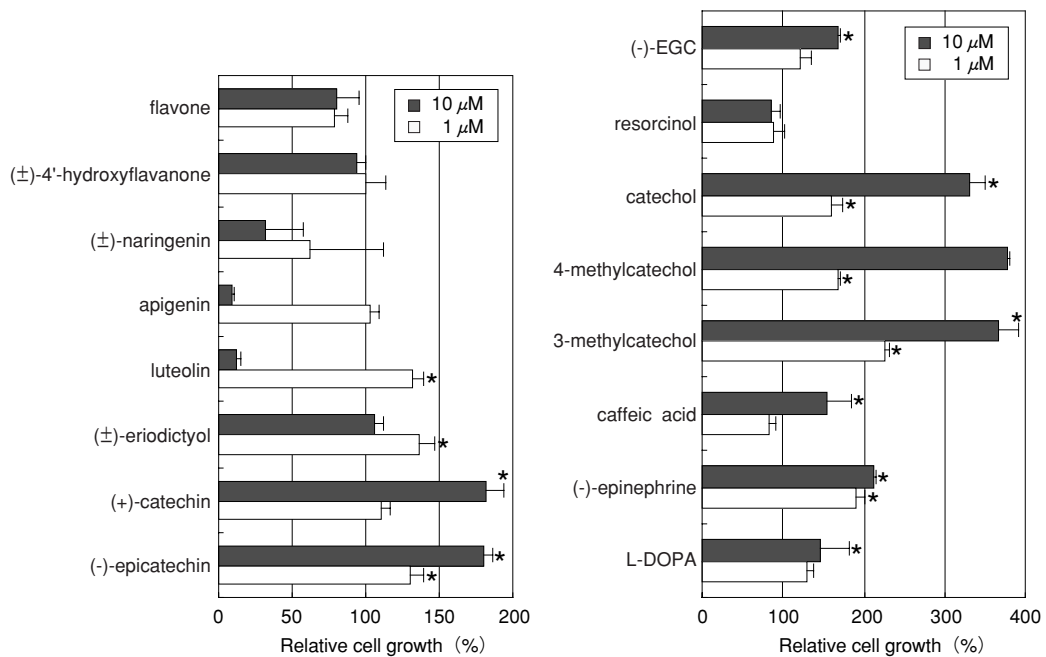 10 μM
1 μM
flavone
(±)-4'-hydroxyflavanone
(±)-naringenin
apigenin
luteolin
*
(±)-eriodictyol
*
(+)-catechin
*
(-)-epicatechin
*
*
0 50 100 150 200
Relative cell growth (%)
10 μM
1 μM
(-)-EGC
*
resorcinol
catechol
*
*
4-methylcatechol
*
3-methylcatechol
*
*
caffeic acid
*
(-)-epinephrine
*
*
L-DOPA
*
0 100 200 300 400
Relative cell growth (%)